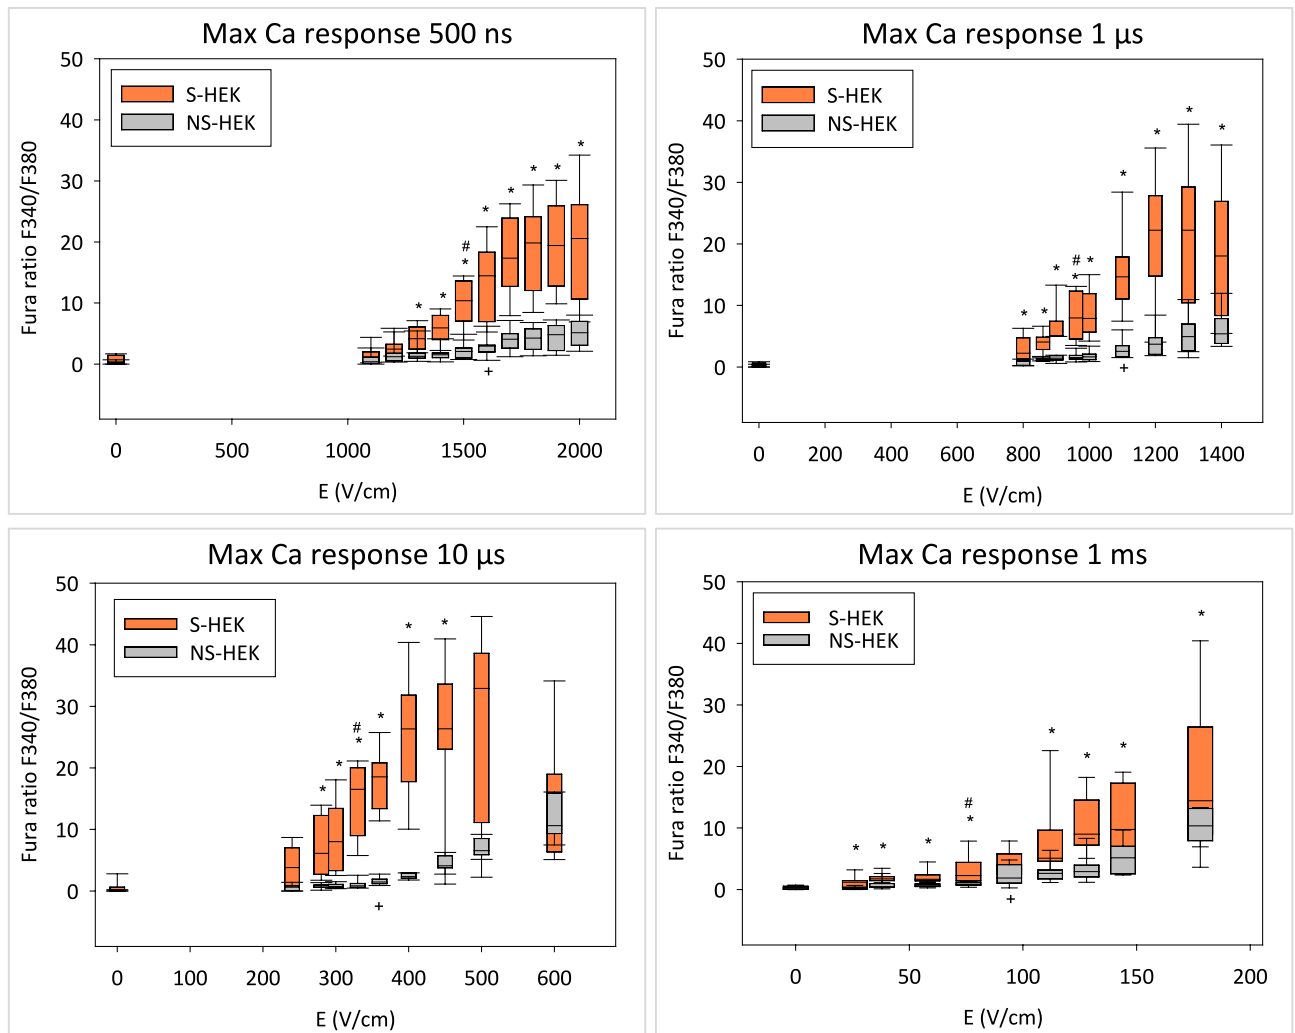 Max Ca response 500 ns
50
40
30
20
10
0
Fura ratio F340/F380
S-HEK
NS-HEK
* * # * * * * * *
+
0 500 1000 1500 2000
E (V/cm)
Max Ca response 1 µs
50
40
30
20
10
0
Fura ratio F340/F380
S-HEK
NS-HEK
* * * # * * * * * *
+
0 200 400 600 800 1000 1200 1400
E (V/cm)
Max Ca response 10 µs
50
40
30
20
10
0
Fura ratio F340/F380
S-HEK
NS-HEK
* * # * * * *
+
0 100 200 300 400 500 600
E (V/cm)
Max Ca response 1 ms
50
40
30
20
10
0
Fura ratio F340/F380
S-HEK
NS-HEK
* * * # * * * * *
+
0 50 100 150 200
E (V/cm)